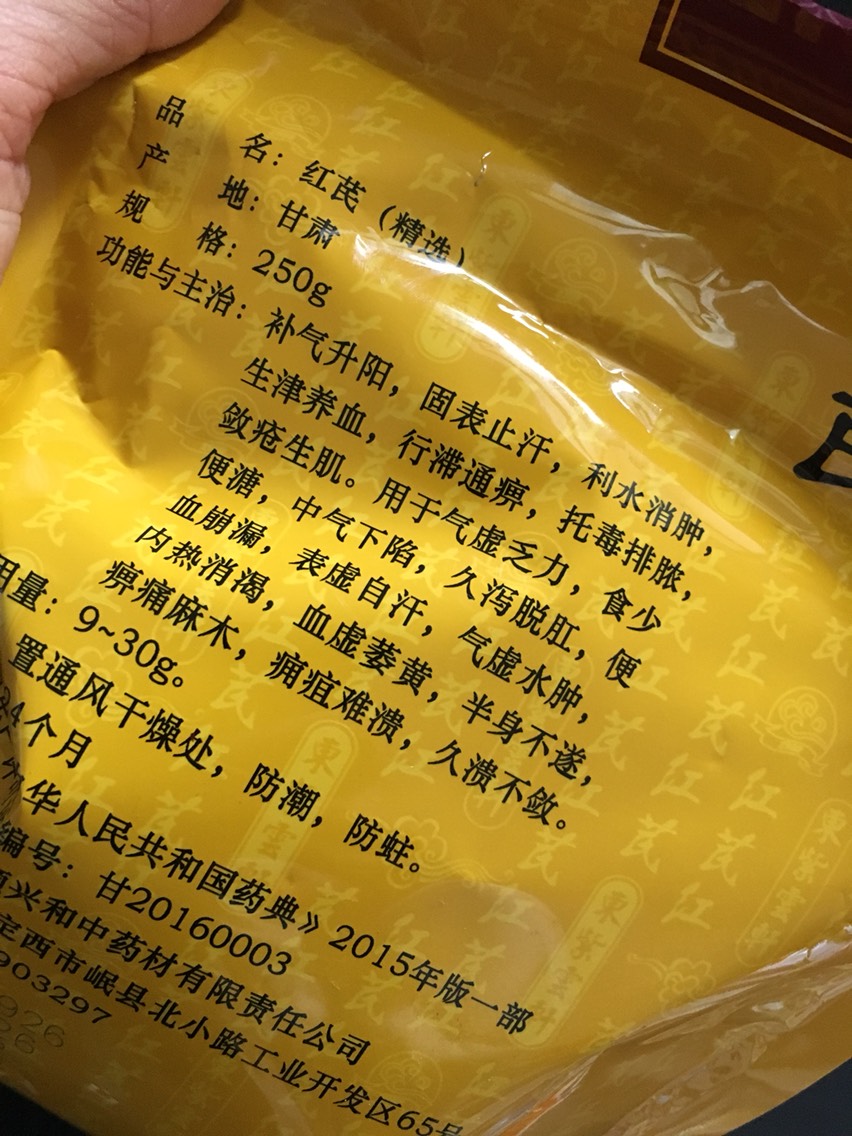 品 名：红芪（精选）
产 地：甘肃
规 格：250g
功能与主治：补气升阳，固表止汗，利水消肿，
生津养血，行滞通痹，托毒排脓，
敛疮生肌。用于气虚乏力，食少
便溏，中气下陷，久泻脱肛，便
血崩漏，表虚自汗，气虚水肿，
内热消渴，血虚萎黄，半身不遂，
痹痛麻木，痈疽难溃，久溃不敛。
用量：9~30g。
置通风干燥处，防潮，防蛀。
24个月
华人民共和国药典》2015年版一部
编号：甘20160003
兴和中药材有限责任公司
定西市岷县北小路工业开发区65号
903297
926